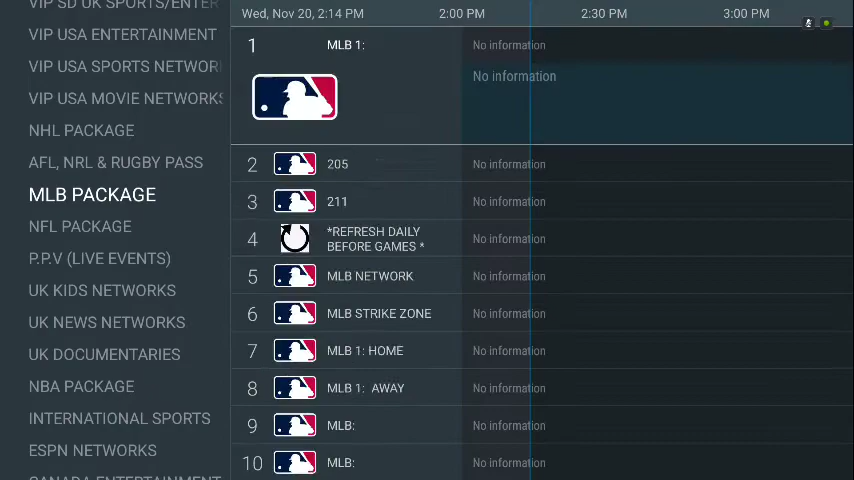 VIP SD UK SPORTS/ENTER
VIP USA ENTERTAINMENT
VIP USA SPORTS NETWOR
VIP USA MOVIE NETWORKS
NHL PACKAGE
AFL, NRL & RUGBY PASS
MLB PACKAGE
NFL PACKAGE
P.P.V (LIVE EVENTS)
UK KIDS NETWORKS
UK NEWS NETWORKS
UK DOCUMENTARIES
NBA PACKAGE
INTERNATIONAL SPORTS
ESPN NETWORKS
CANADA ENTERTAINMENT
Wed, Nov 20, 2:14 PM 2:00 PM 2:30 PM 3:00 PM
1 MLB 1: No information
No information
2 205 No information
3 211 No information
4 *REFRESH DAILY
BEFORE GAMES * No information
5 MLB NETWORK No information
6 MLB STRIKE ZONE No information
7 MLB 1: HOME No information
8 MLB 1: AWAY No information
9 MLB: No information
10 MLB: No information